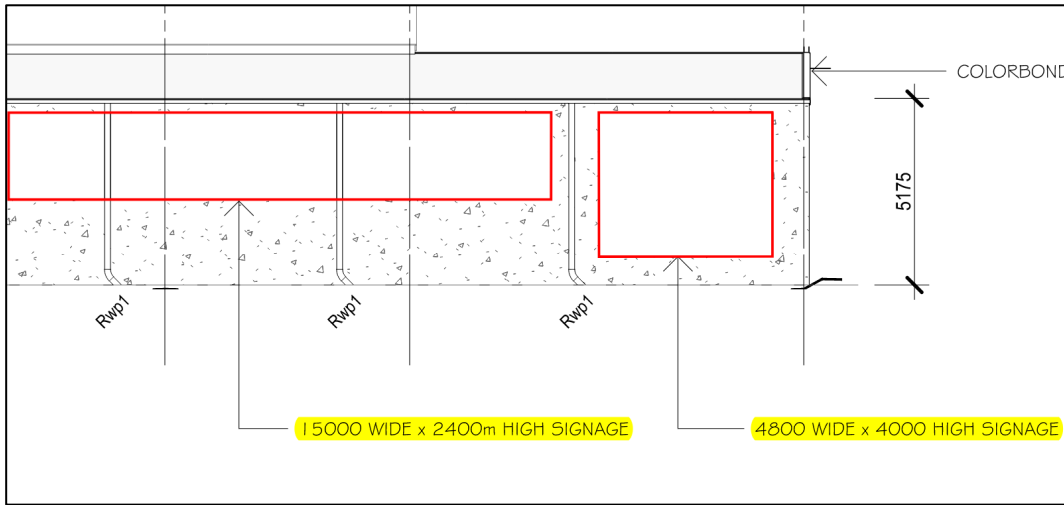 COLORBOND
5175
Rwp1
Rwp1
Rwp1
15000 WIDE x 2400m HIGH SIGNAGE
4800 WIDE x 4000 HIGH SIGNAGE